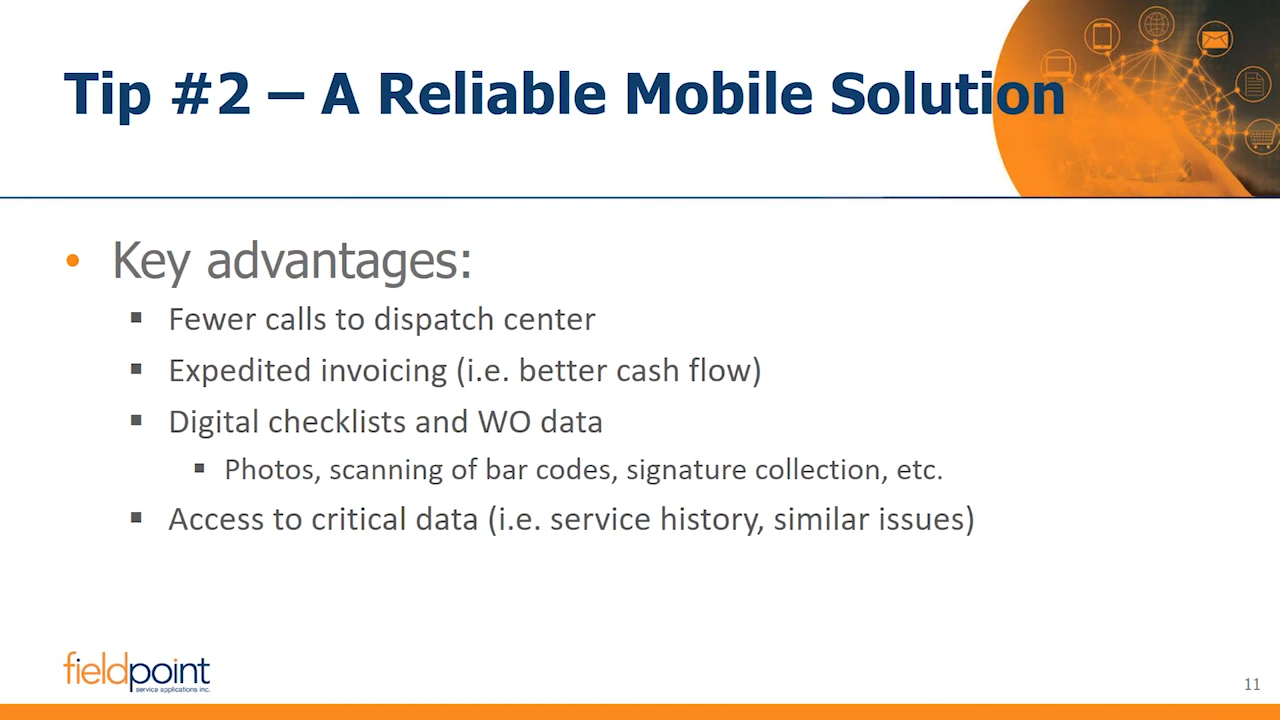 Tip #2 – A Reliable Mobile Solution
• Key advantages:
▪ Fewer calls to dispatch center
▪ Expedited invoicing (i.e. better cash flow)
▪ Digital checklists and WO data
▪ Photos, scanning of bar codes, signature collection, etc.
▪ Access to critical data (i.e. service history, similar issues)
fieldpoint
service applications inc.
11